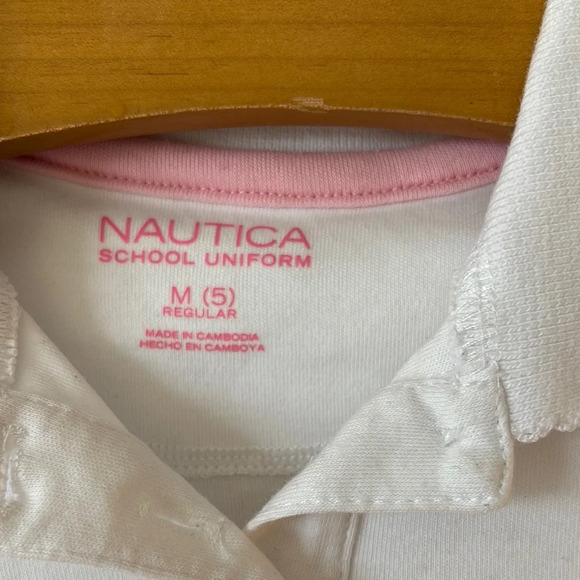 NAUTICA
SCHOOL UNIFORM
M (5)
REGULAR
MADE IN CAMBODIA
HECHO EN CAMBOYA